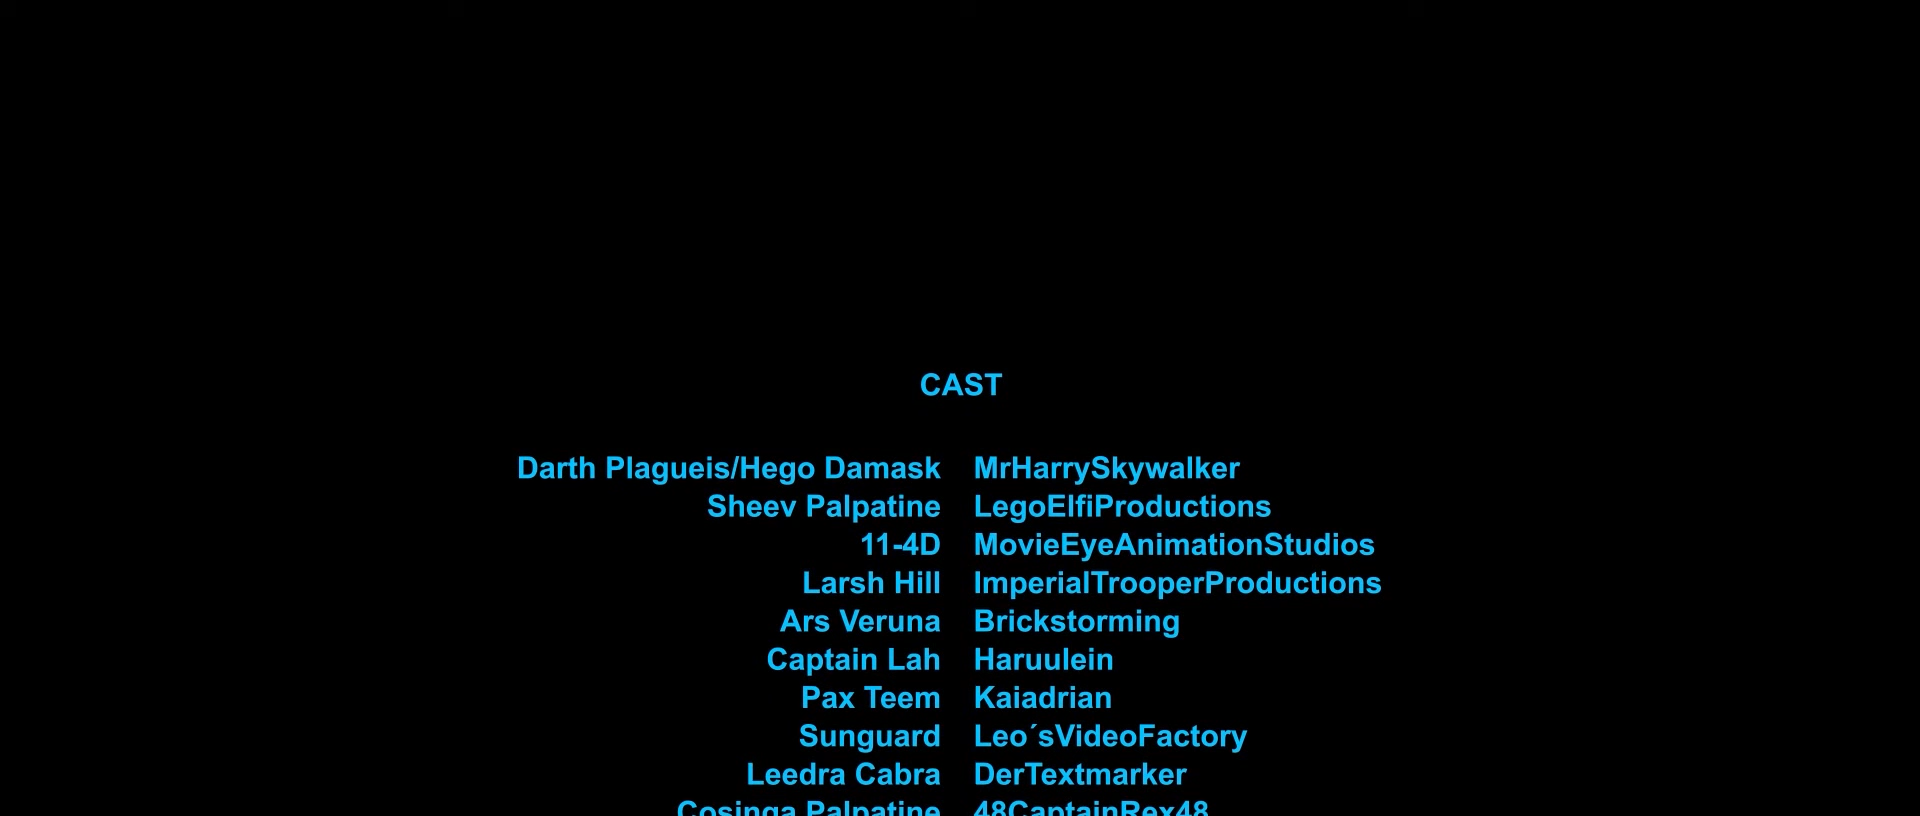 CAST
Darth Plagueis/Hego Damask MrHarrySkywalker
Sheev Palpatine LegoElfiProductions
11-4D MovieEyeAnimationStudios
Larsh Hill ImperialTrooperProductions
Ars Veruna Brickstorming
Captain Lah Haruulein
Pax Teem Kaiadrian
Sunguard Leo´sVideoFactory
Leedra Cabra DerTextmarker
Cosinga Palpatine 48CaptainRex48